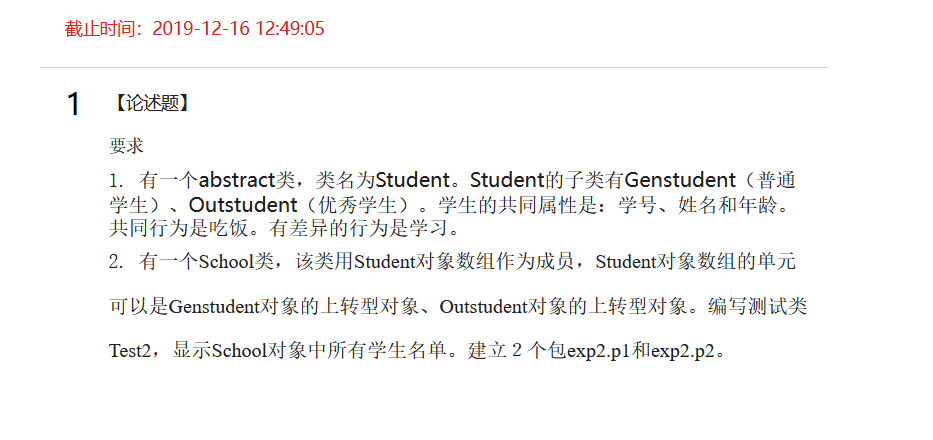 截止时间：2019-12-16 12:49:05
1 【论述题】
要求
1. 有一个abstract类，类名为Student。Student的子类有Genstudent（普通
学生）、Outstudent（优秀学生）。学生的共同属性是：学号、姓名和年龄。
共同行为是吃饭。有差异的行为是学习。
2. 有一个School类，该类用Student对象数组作为成员，Student对象数组的单元
可以是Genstudent对象的上转型对象、Outstudent对象的上转型对象。编写测试类
Test2，显示School对象中所有学生名单。建立２个包exp2.p1和exp2.p2。